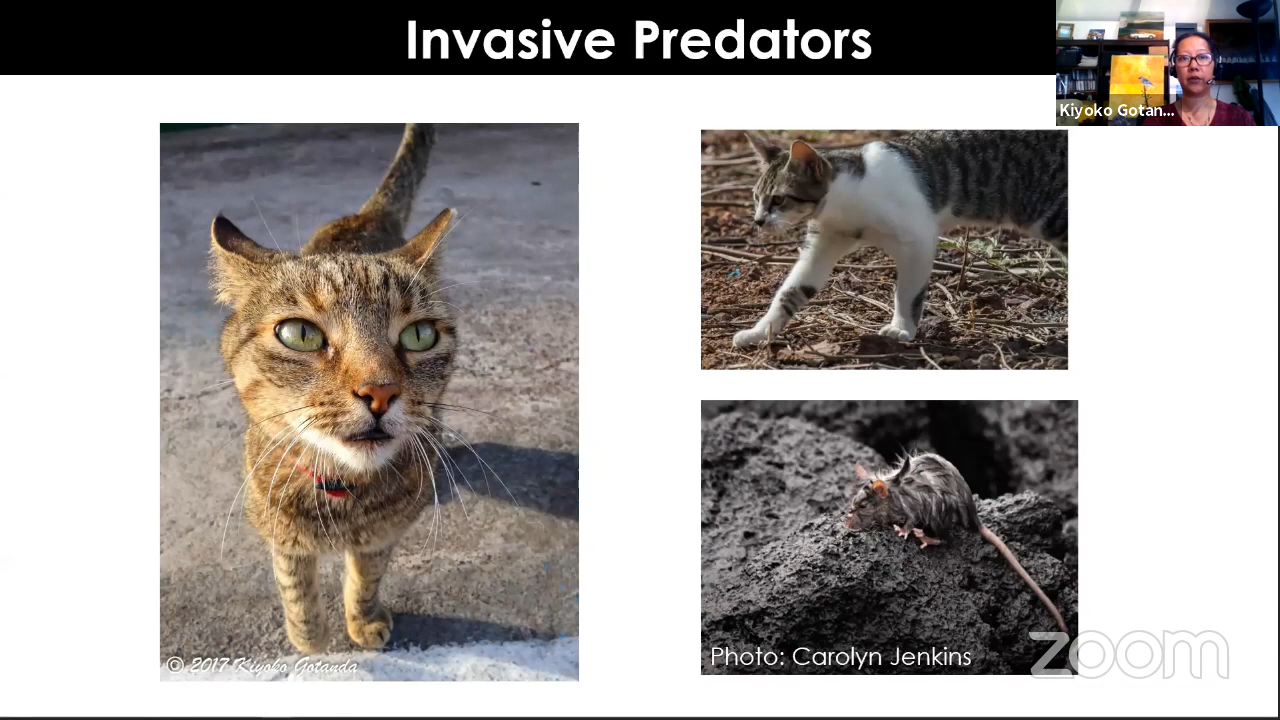 Invasive Predators
Kiyoko Gotan...
© 2017 Kiyoko Gotanda
Photo: Carolyn Jenkins
zoom